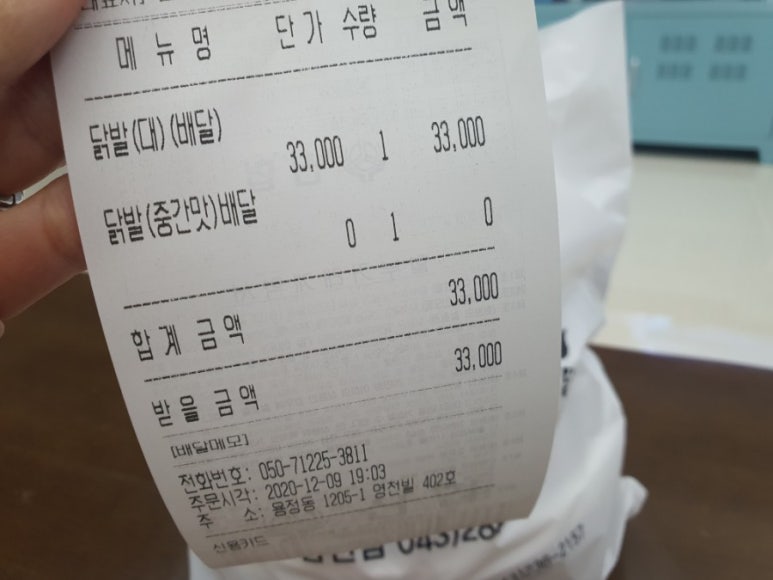 메뉴명 단가 수량 금액
닭발(대)(배달)
33,000 1 33,000
닭발(중간맛)배달
0 1 0
합계 금액 33,000
받을 금액 33,000
[배달메모]
전화번호: 050-71225-3811
주문시각: 2020-12-09 19:03
주 소: 용정동 1205-1 영천빌 402호
신용카드